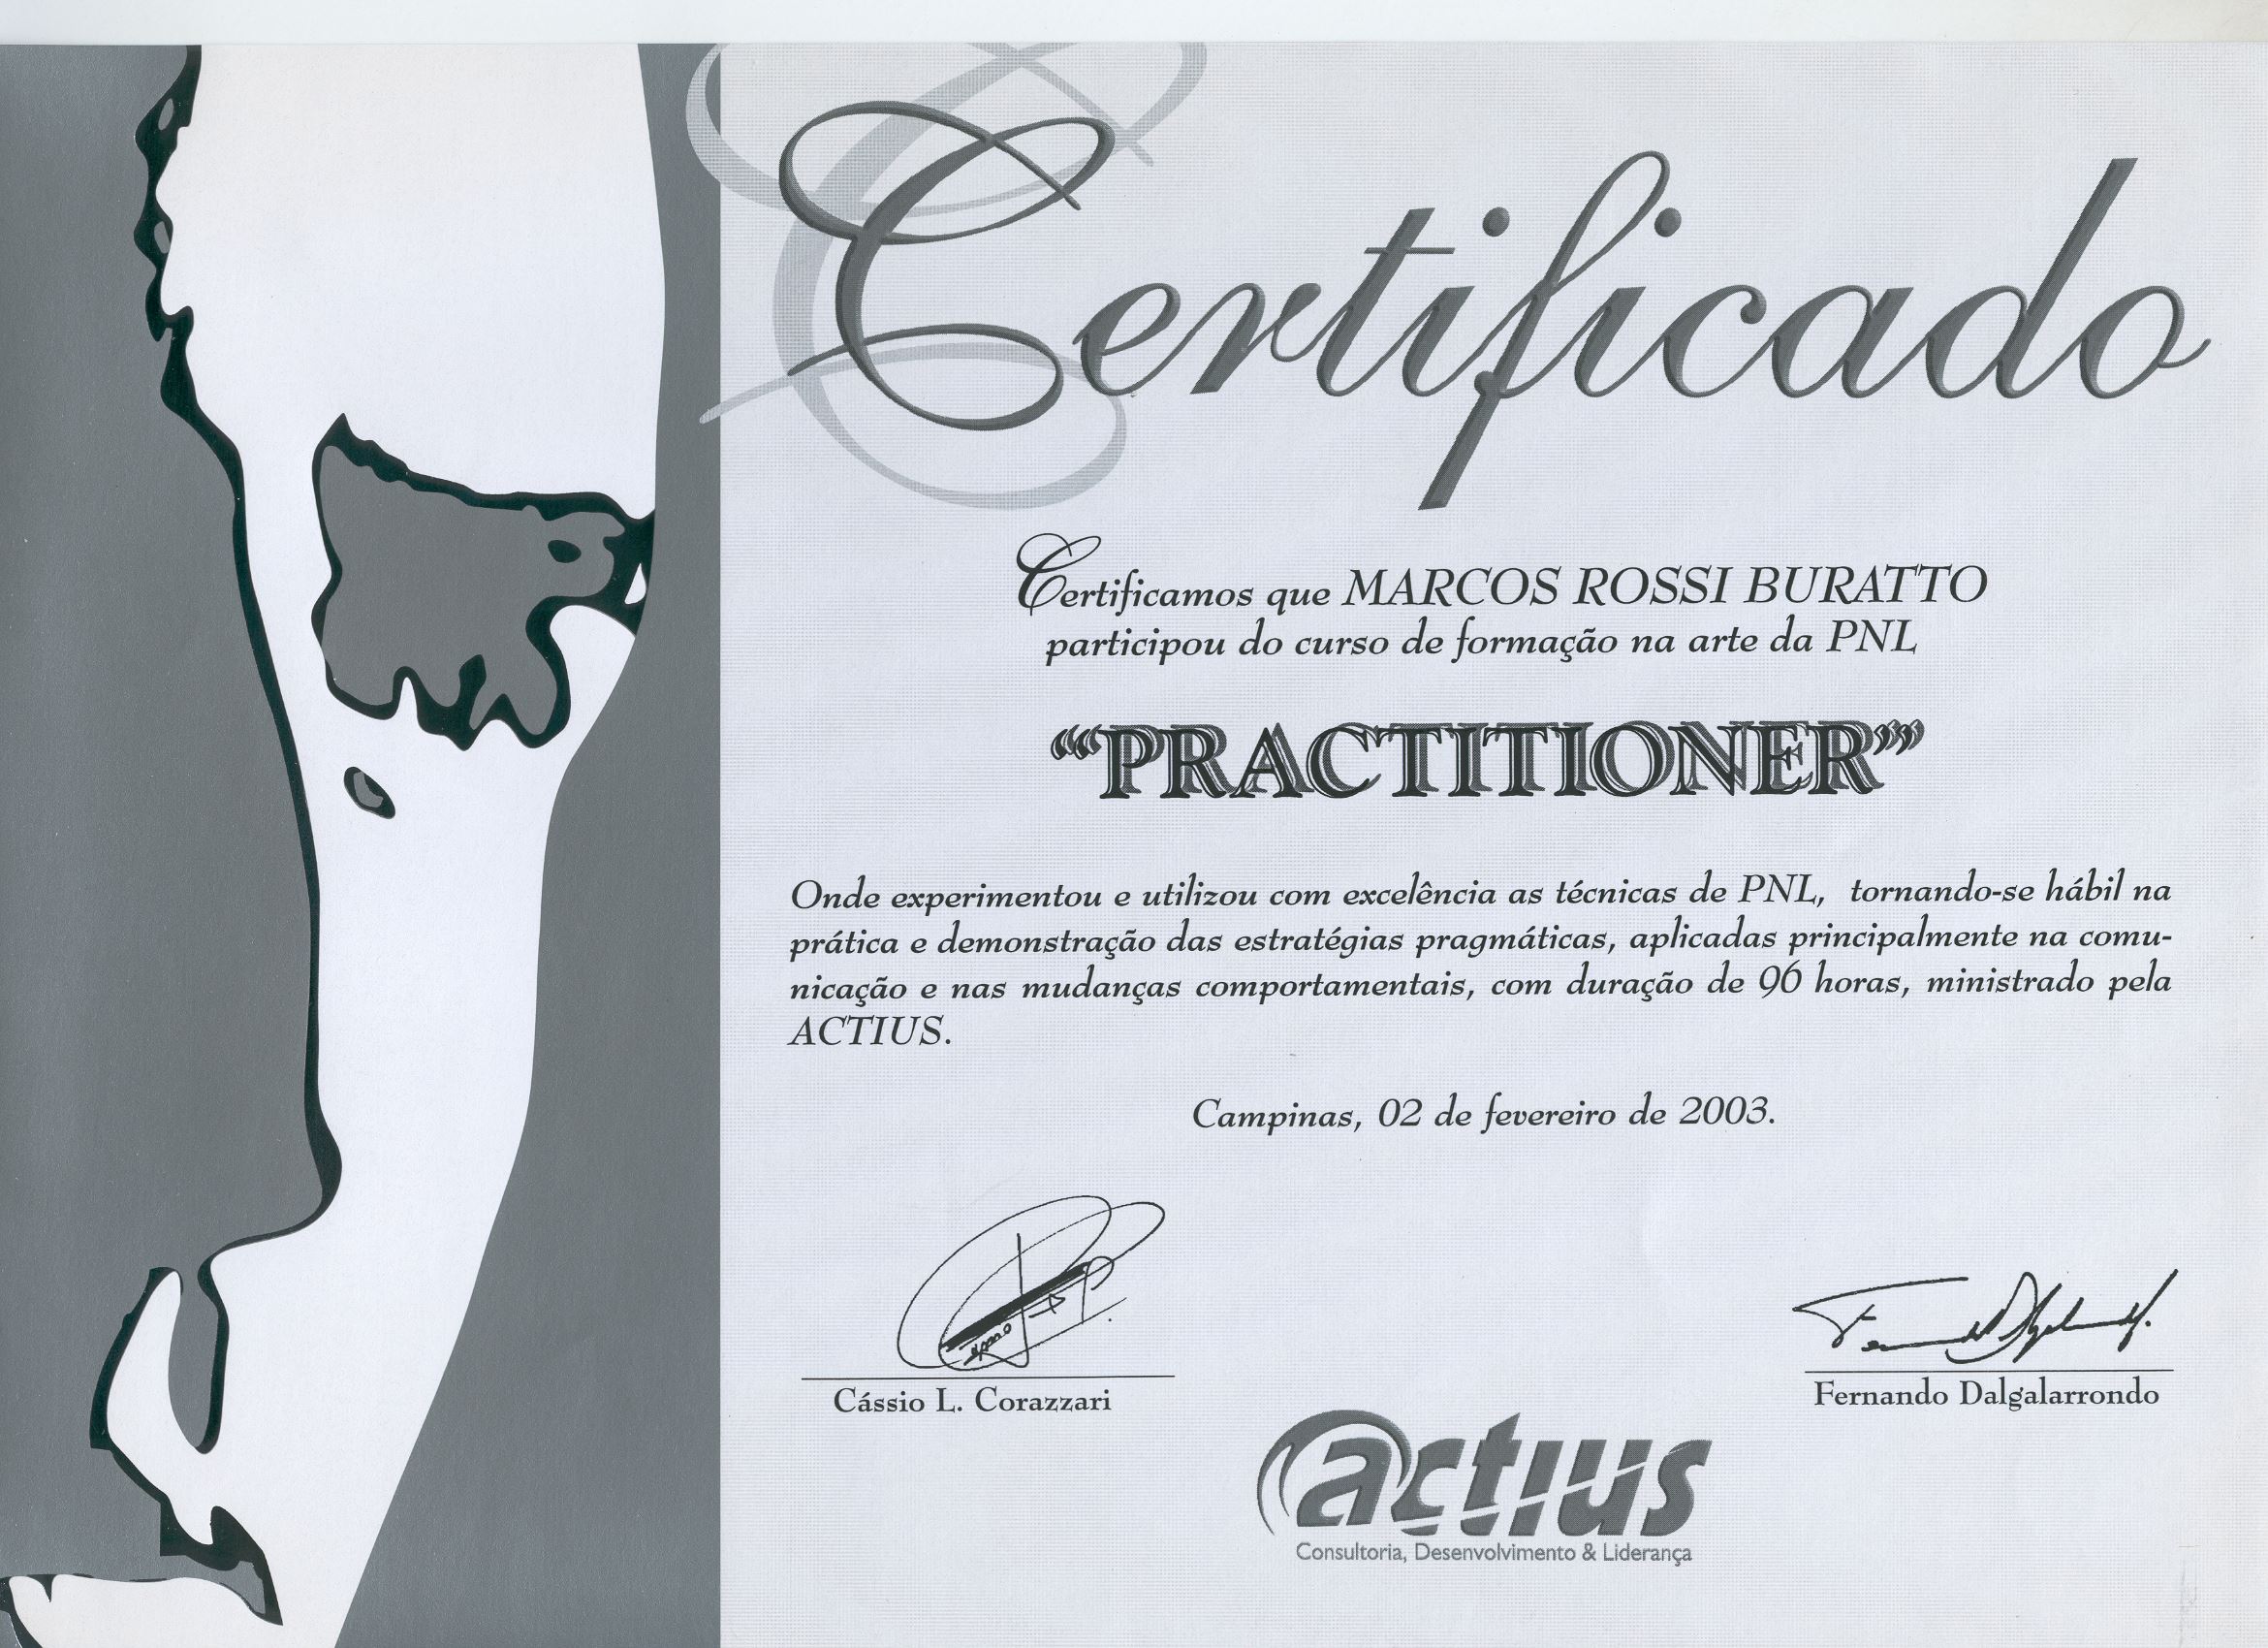 Certificado
Certificamos que MARCOS ROSSI BURATTO
participou do curso de formação na arte da PNL
“PRACTITIONER”
Onde experimentou e utilizou com excelência as técnicas de PNL, tornando-se hábil na
prática e demonstração das estratégias pragmáticas, aplicadas principalmente na comu-
nicação e nas mudanças comportamentais, com duração de 96 horas, ministrado pela
ACTIUS.
Campinas, 02 de fevereiro de 2003.
Cássio L. Corazzari
Fernando Dalgalarrondo
actius
Consultoria, Desenvolvimento & Liderança